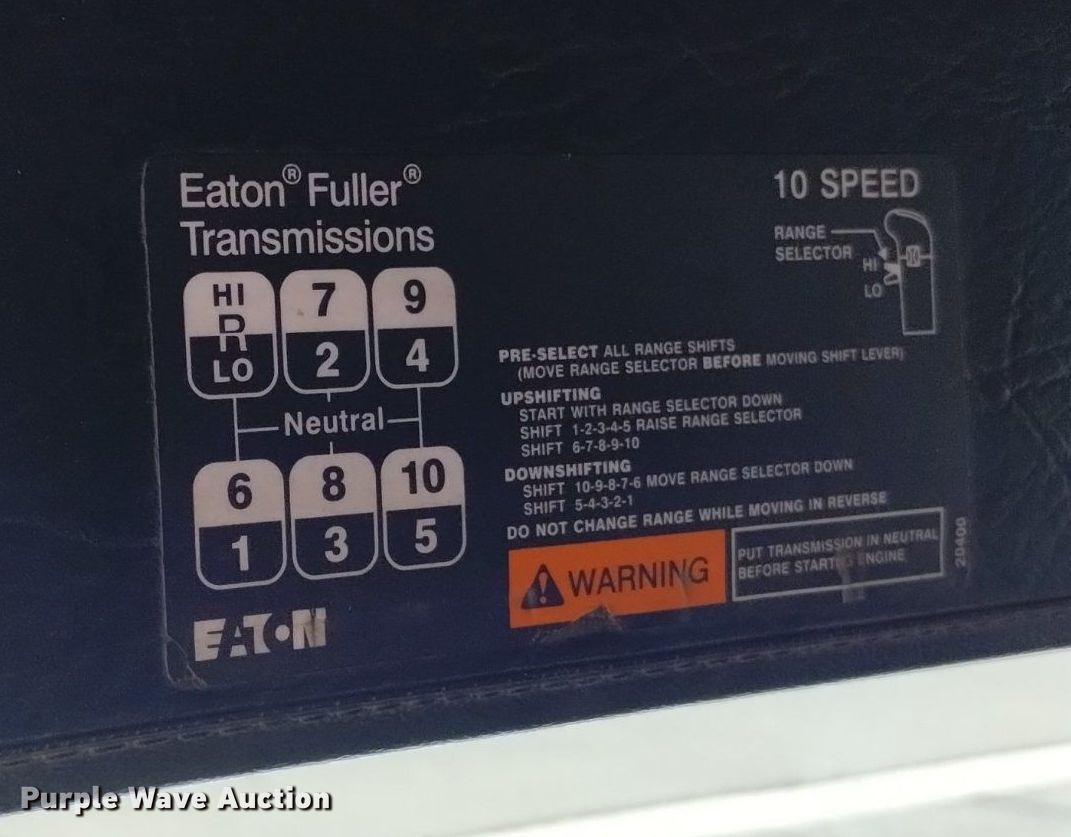 Eaton® Fuller®
Transmissions
10 SPEED
RANGE
SELECTOR
HI
LO
HI
R
LO
7
2
9
4
Neutral
6
1
8
3
10
5
PRE-SELECT ALL RANGE SHIFTS
(MOVE RANGE SELECTOR BEFORE MOVING SHIFT LEVER)
UPSHIFTING
START WITH RANGE SELECTOR DOWN
SHIFT 1-2-3-4-5 RAISE RANGE SELECTOR
SHIFT 6-7-8-9-10
DOWNSHIFTING
SHIFT 10-9-8-7-6 MOVE RANGE SELECTOR DOWN
SHIFT 5-4-3-2-1
DO NOT CHANGE RANGE WHILE MOVING IN REVERSE
WARNING
PUT TRANSMISSION IN NEUTRAL
BEFORE STARTING ENGINE
20400
EATON
Purple Wave Auction